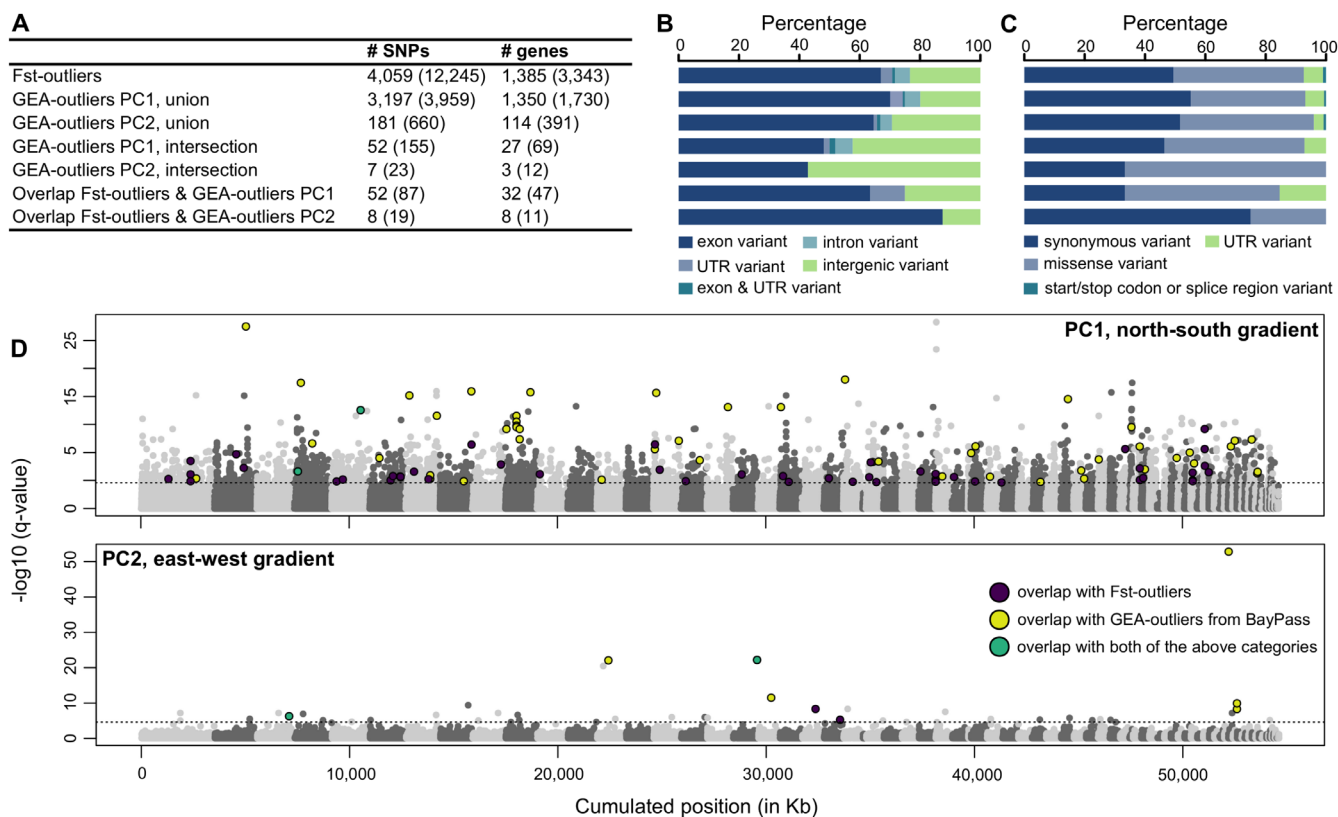 A
# SNPs # genes
Fst-outliers 4,059 (12,245) 1,385 (3,343)
GEA-outliers PC1, union 3,197 (3,959) 1,350 (1,730)
GEA-outliers PC2, union 181 (660) 114 (391)
GEA-outliers PC1, intersection 52 (155) 27 (69)
GEA-outliers PC2, intersection 7 (23) 3 (12)
Overlap Fst-outliers & GEA-outliers PC1 52 (87) 32 (47)
Overlap Fst-outliers & GEA-outliers PC2 8 (19) 8 (11)
B Percentage
0 20 40 60 80 100
exon variant intron variant
UTR variant intergenic variant
exon & UTR variant
C Percentage
0 20 40 60 80 100
synonymous variant UTR variant
missense variant
start/stop codon or splice region variant
D
PC1, north-south gradient
25
15
5
0
-log10 (q-value)
PC2, east-west gradient
50
40
30
20
10
0
overlap with Fst-outliers
overlap with GEA-outliers from BayPass
overlap with both of the above categories
0 10,000 20,000 30,000 40,000 50,000
Cumulated position (in Kb)